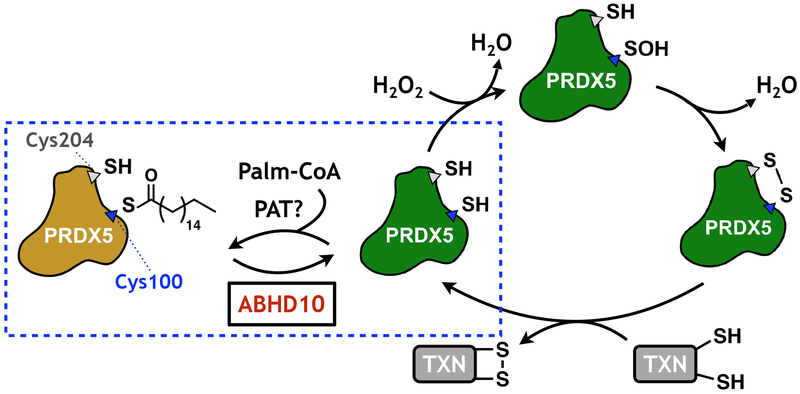 SH
H₂O
SOH
H₂O₂
PRDX5
H₂O
Cys204
SH
O
S
14
PRDX5
Cys100
Palm-CoA
PAT?
ABHD10
SH
SH
PRDX5
S
S
PRDX5
TXN
S
S
TXN
SH
SH